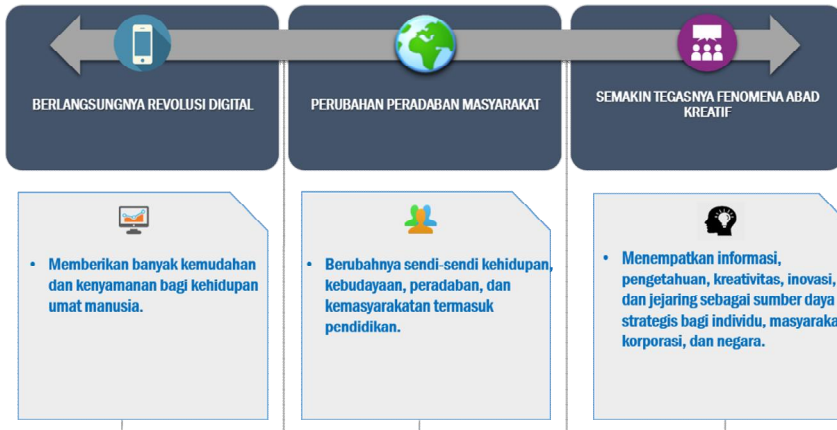 BERLANGSUNGNYA REVOLUSI DIGITAL
PERUBAHAN PERADABAN MASYARAKAT
SEMAKIN TEGASNYA FENOMENA ABAD
KREATIF
• Memberikan banyak kemudahan
dan kenyamanan bagi kehidupan
umat manusia.
• Berubahnya sendi-sendi kehidupan,
kebudayaan, peradaban, dan
kemasyarakatan termasuk
pendidikan.
• Menempatkan informasi,
pengetahuan, kreativitas, inovasi,
dan jejaring sebagai sumber daya
strategis bagi individu, masyaraka
korporasi, dan negara.